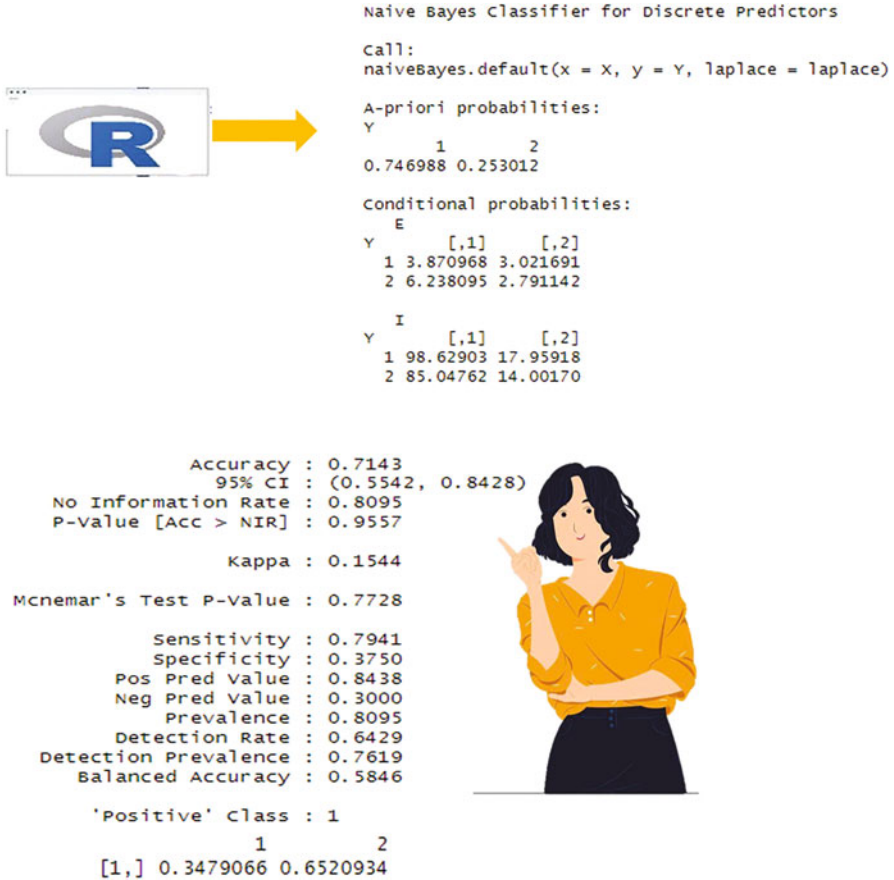 R
Naive Bayes Classifier for Discrete Predictors
Call:
naiveBayes.default(x = X, y = Y, laplace = laplace)
A-priori probabilities:
Y
1 2
0.746988 0.253012
Conditional probabilities:
E
Y [,1] [,2]
1 3.870968 3.021691
2 6.238095 2.791142
I
Y [,1] [,2]
1 98.62903 17.95918
2 85.04762 14.00170
Accuracy : 0.7143
95% CI : (0.5542, 0.8428)
No Information Rate : 0.8095
P-Value [Acc > NIR] : 0.9557
Kappa : 0.1544
Mcnemar's Test P-Value : 0.7728
Sensitivity : 0.7941
Specificity : 0.3750
Pos Pred Value : 0.8438
Neg Pred Value : 0.3000
Prevalence : 0.8095
Detection Rate : 0.6429
Detection Prevalence : 0.7619
Balanced Accuracy : 0.5846
'Positive' Class : 1
1 2
[1,] 0.3479066 0.6520934